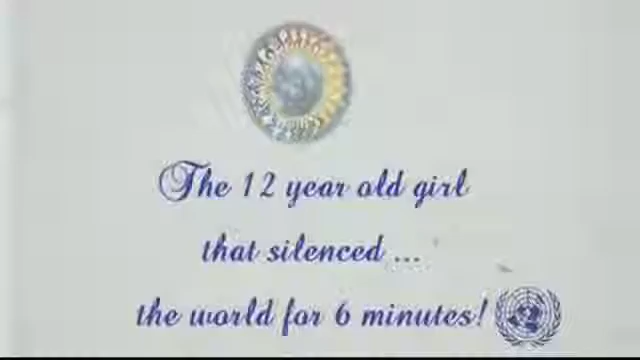 The 12 year old girl
that silenced ...
the world for 6 minutes!